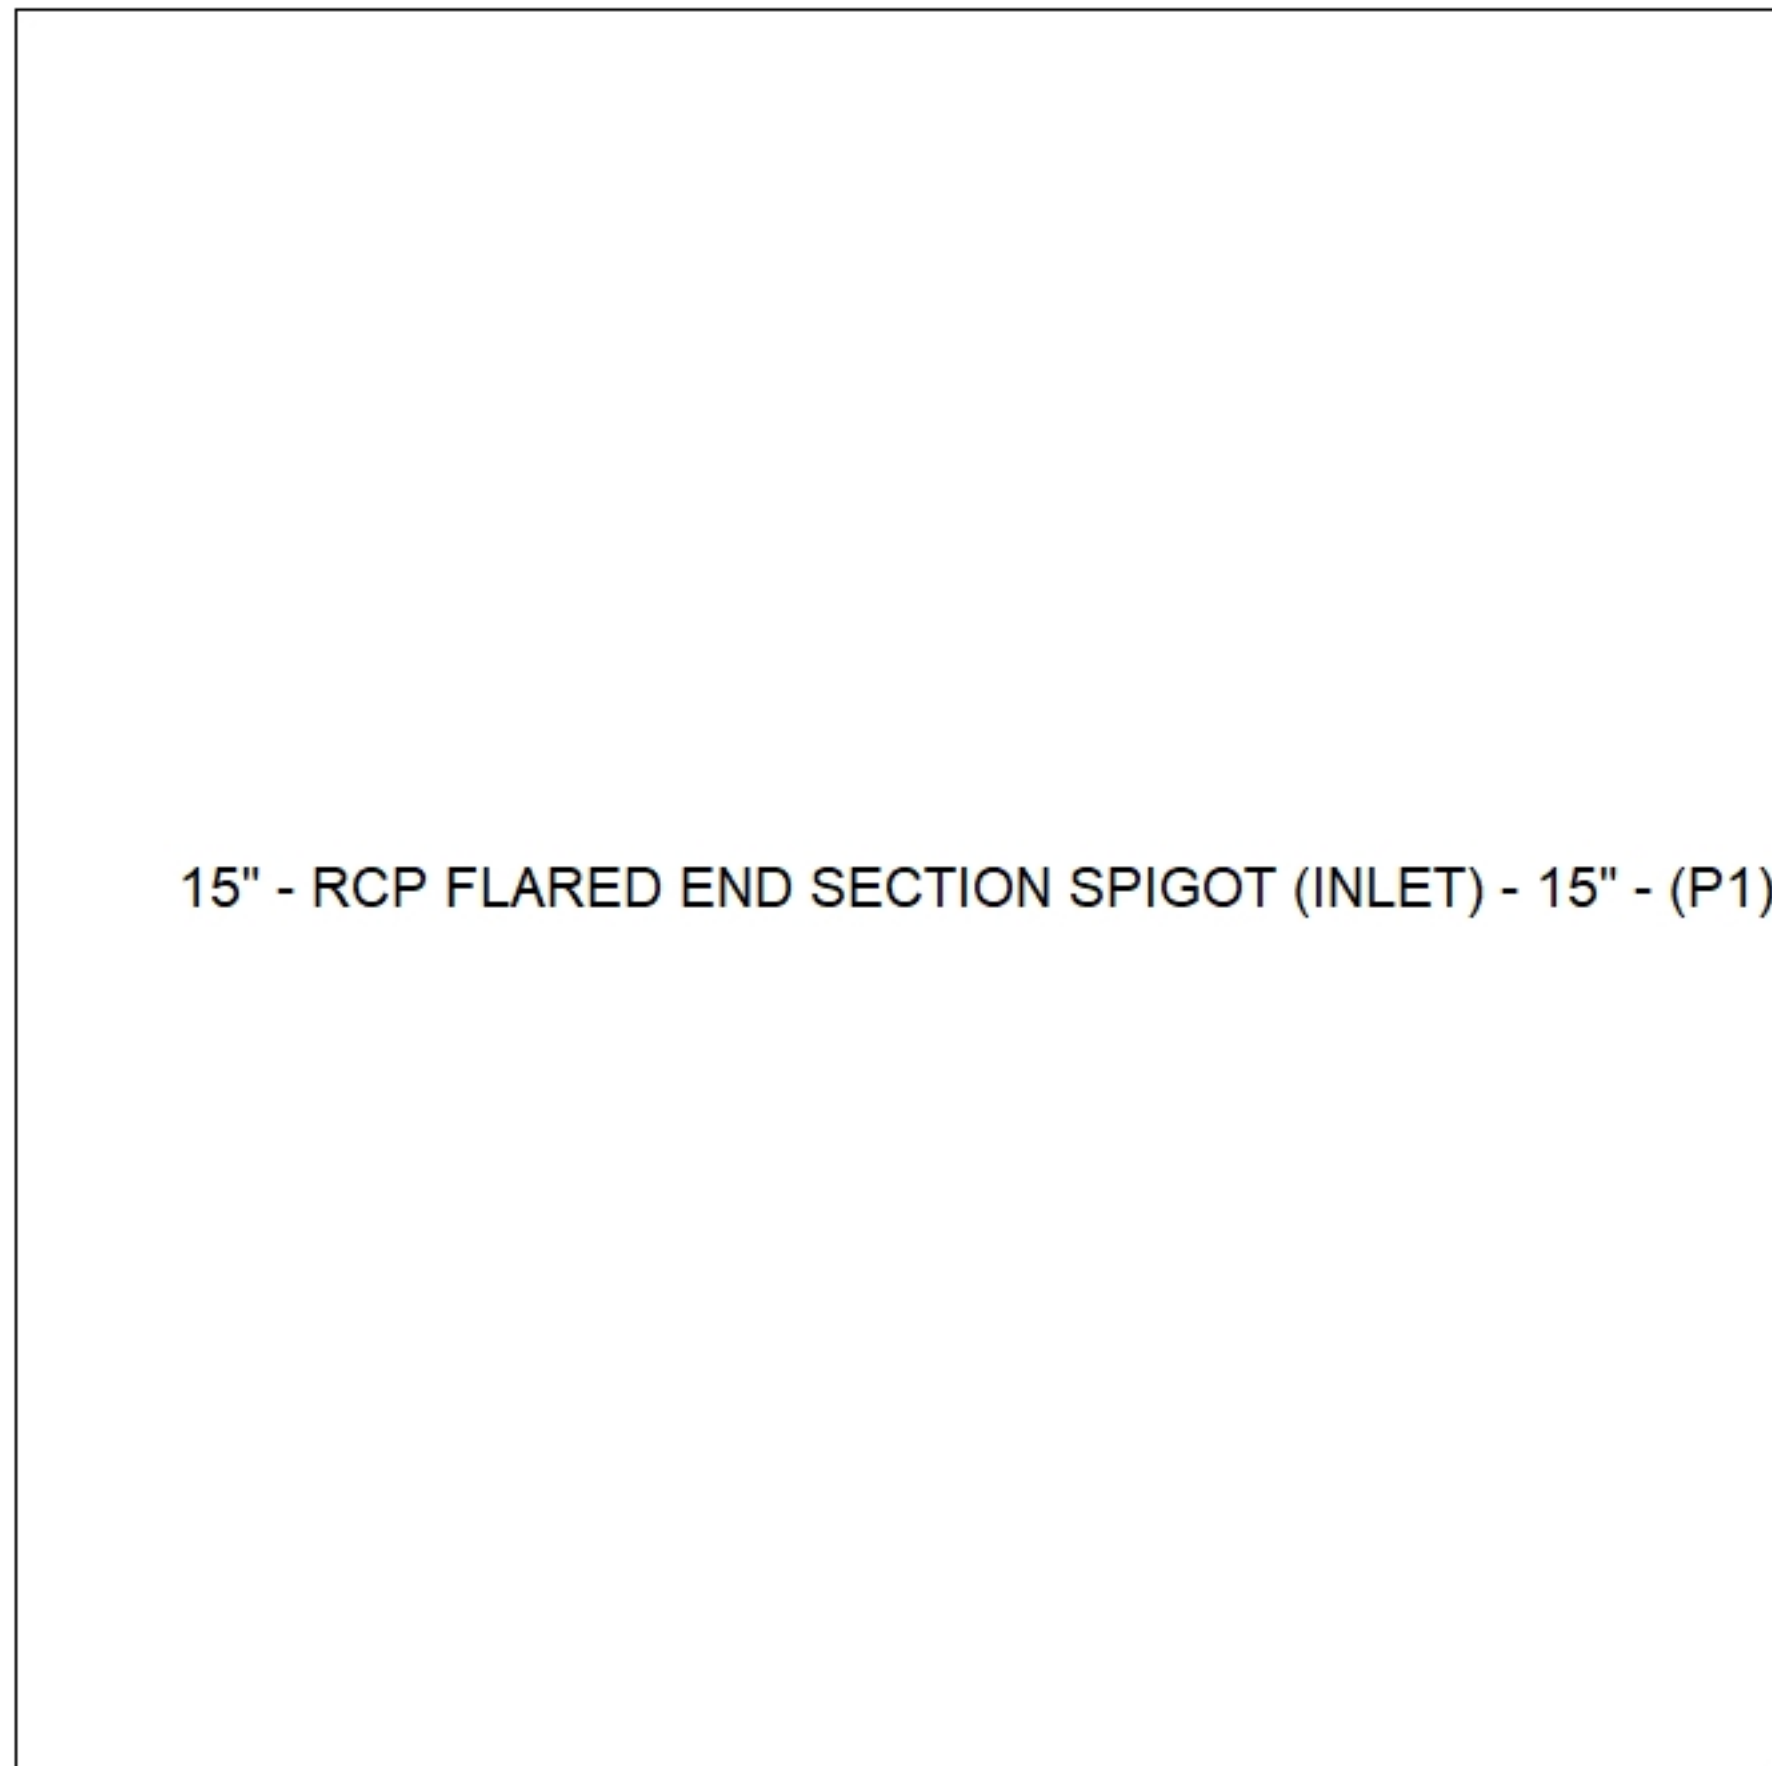 15" - RCP FLARED END SECTION SPIGOT (INLET) - 15" - (P1)